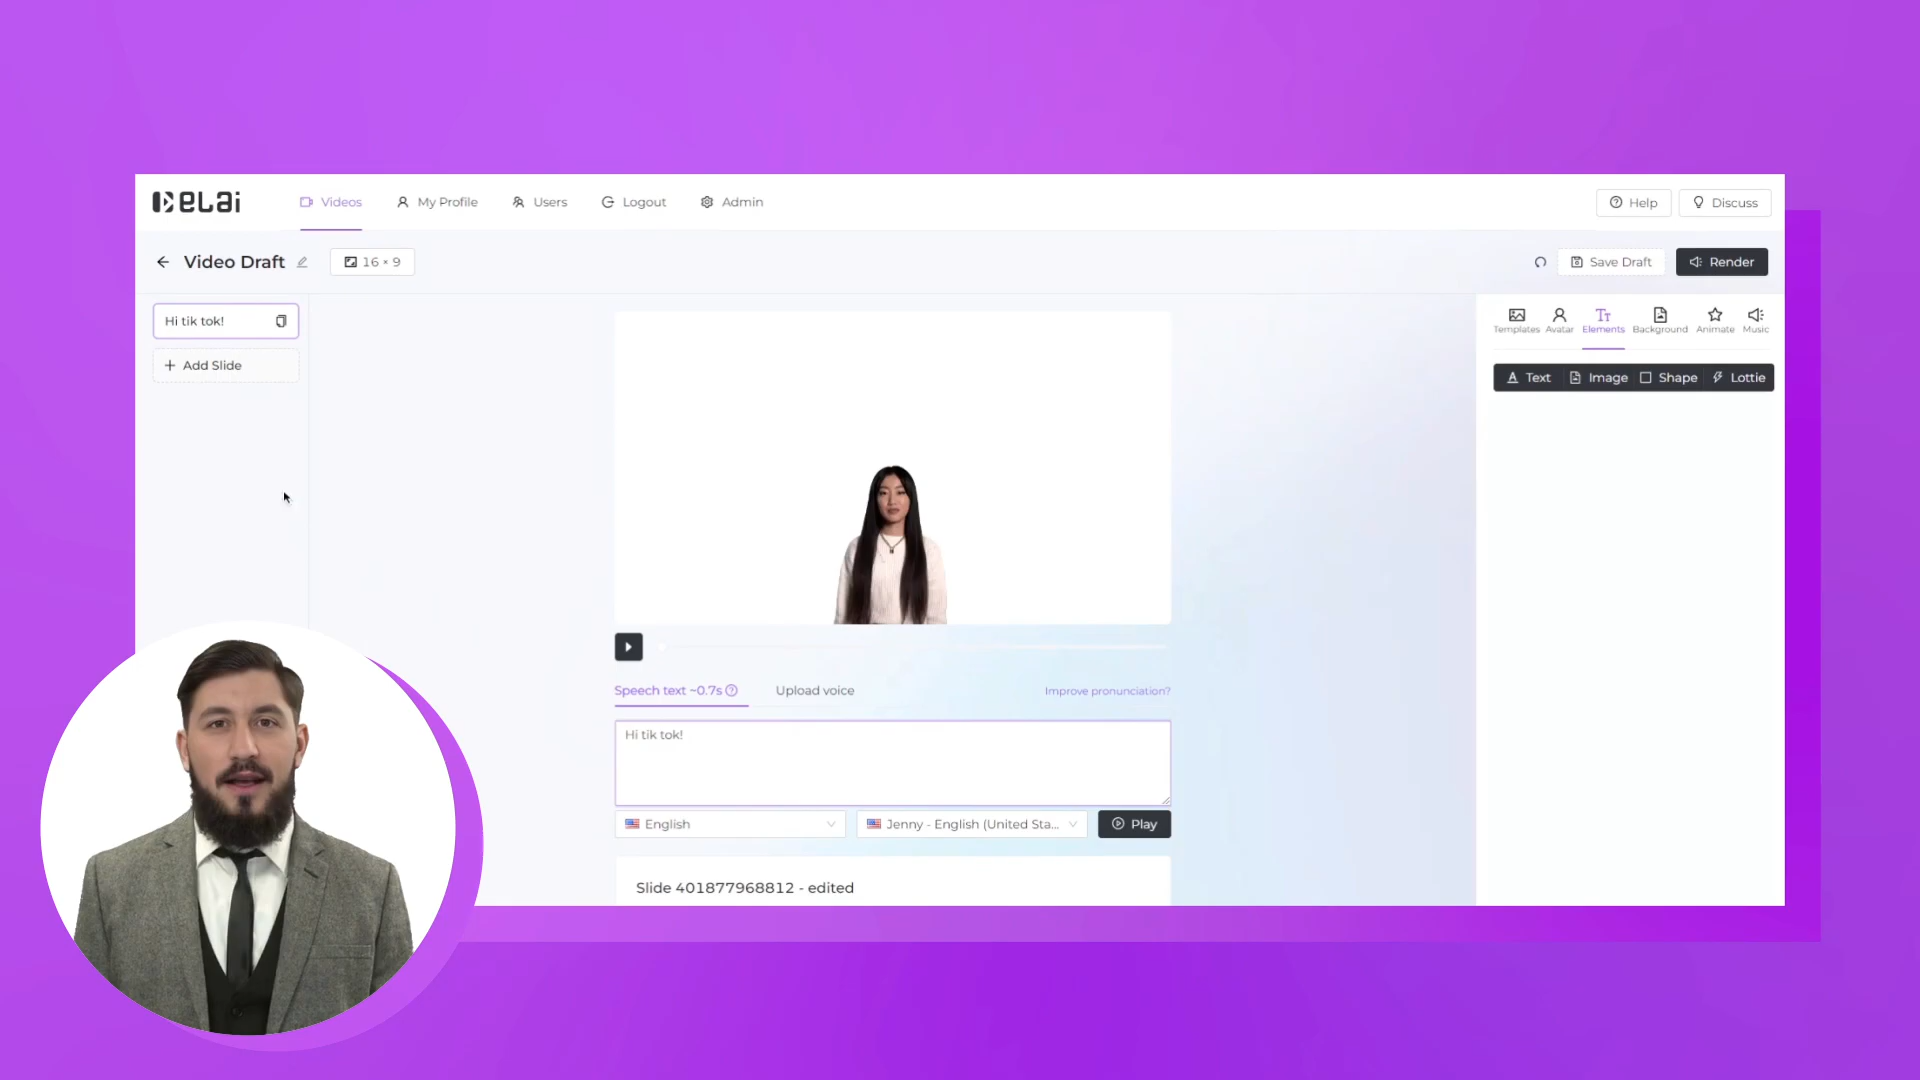 eLai
Videos
My Profile
Users
Logout
Admin
Help
Discuss
Video Draft
16 × 9
Save Draft
Render
Hi tik tok!
Add Slide
Templates
Avatar
Elements
Background
Animate
Music
Text
Image
Shape
Lottie
Speech text ~0.7s
Upload voice
Improve pronunciation?
Hi tik tok!
English
Jenny - English (United Sta...
Play
Slide 401877968812 - edited